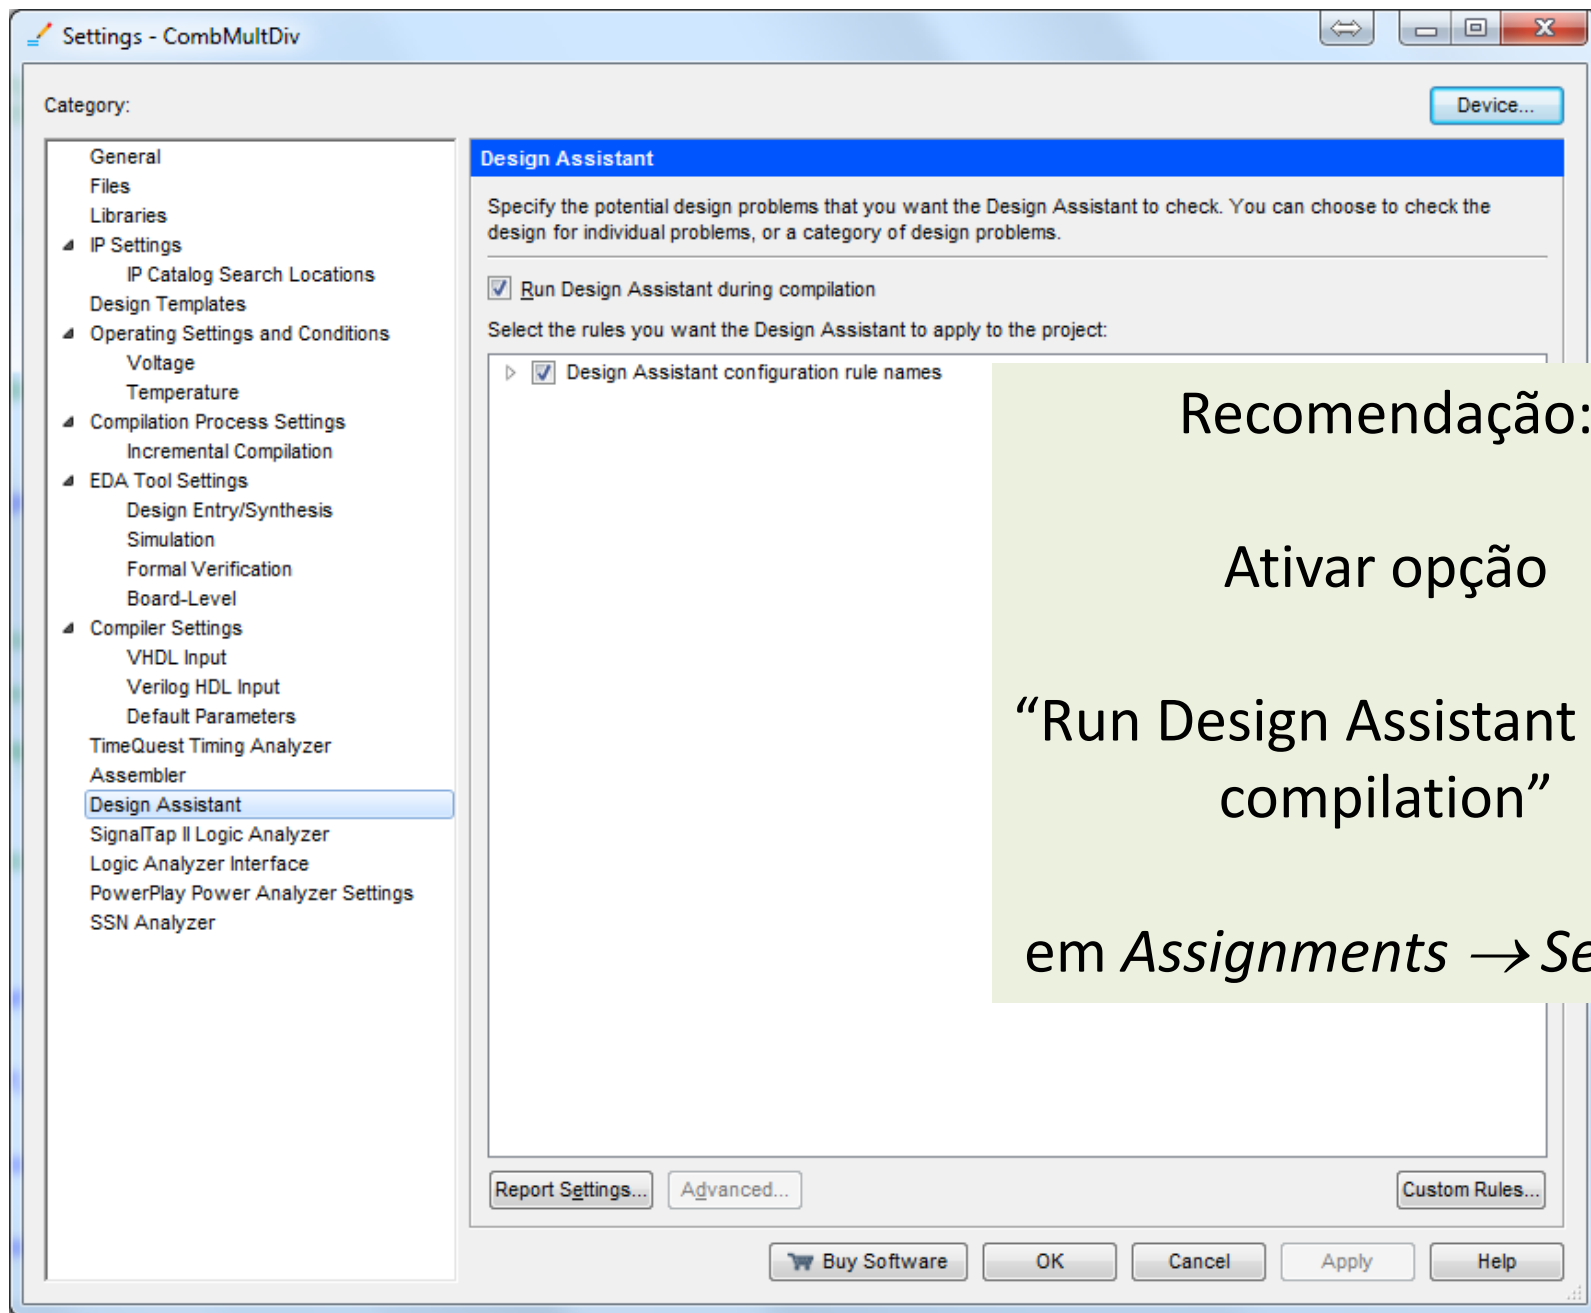 Settings - CombMultDiv
Category:
Device...
General
Files
Libraries
IP Settings
IP Catalog Search Locations
Design Templates
Operating Settings and Conditions
Voltage
Temperature
Compilation Process Settings
Incremental Compilation
EDA Tool Settings
Design Entry/Synthesis
Simulation
Formal Verification
Board-Level
Compiler Settings
VHDL Input
Verilog HDL Input
Default Parameters
TimeQuest Timing Analyzer
Assembler
Design Assistant
SignalTap II Logic Analyzer
Logic Analyzer Interface
PowerPlay Power Analyzer Settings
SSN Analyzer
Design Assistant
Specify the potential design problems that you want the Design Assistant to check. You can choose to check the
design for individual problems, or a category of design problems.
Run Design Assistant during compilation
Select the rules you want the Design Assistant to apply to the project:
Design Assistant configuration rule names
Recomendação:
Ativar opção
“Run Design Assistant
compilation”
em Assignments → Se
Report Settings...
Advanced...
Custom Rules...
Buy Software
OK
Cancel
Apply
Help